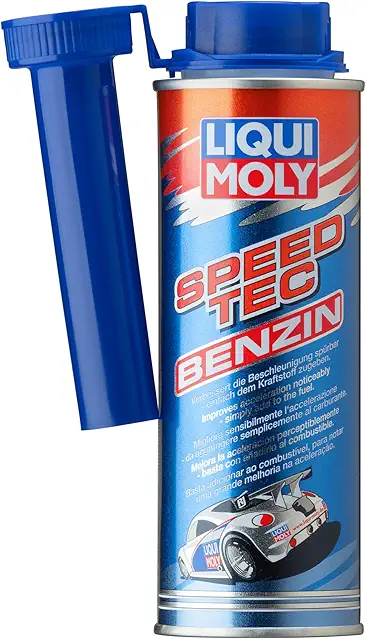 LIQUI
MOLY
SPEED
TEC
BENZIN
Verbessert die Beschleunigung spürbar
- einfach dem Kraftstoff zugeben.
Improves acceleration noticeably
- simply add to the fuel.
Migliora sensibilmente l'accelerazione
- da aggiungere semplicemente al carburante.
Mejora la aceleración perceptiblemente
- basta con añadirlo al combustible.
Basta adicionar ao combustível, para notar
uma grande melhoria na aceleração.
LIQUI
MOLY